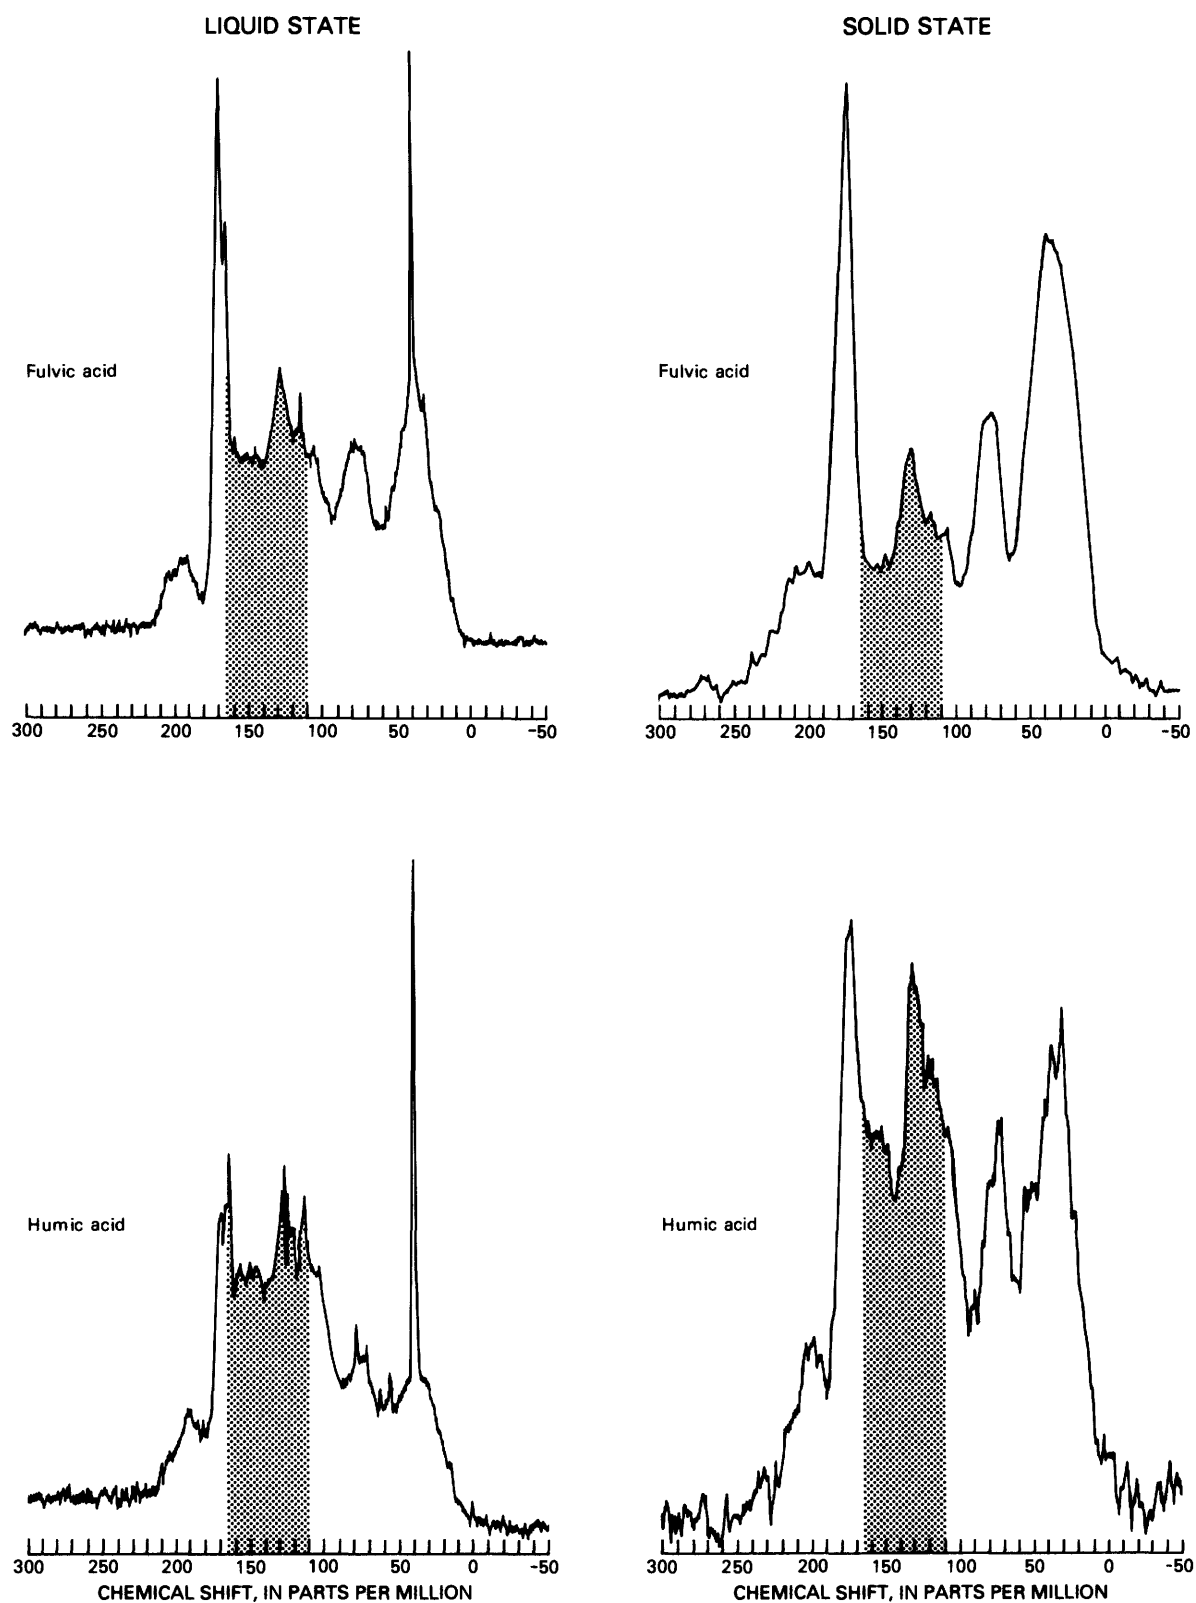 LIQUID STATE
SOLID STATE
Fulvic acid
Fulvic acid
300 250 200 150 100 50 0 -50
300 250 200 150 100 50 0 -50
Humic acid
Humic acid
300 250 200 150 100 50 0 -50
300 250 200 150 100 50 0 -50
CHEMICAL SHIFT, IN PARTS PER MILLION
CHEMICAL SHIFT, IN PARTS PER MILLION